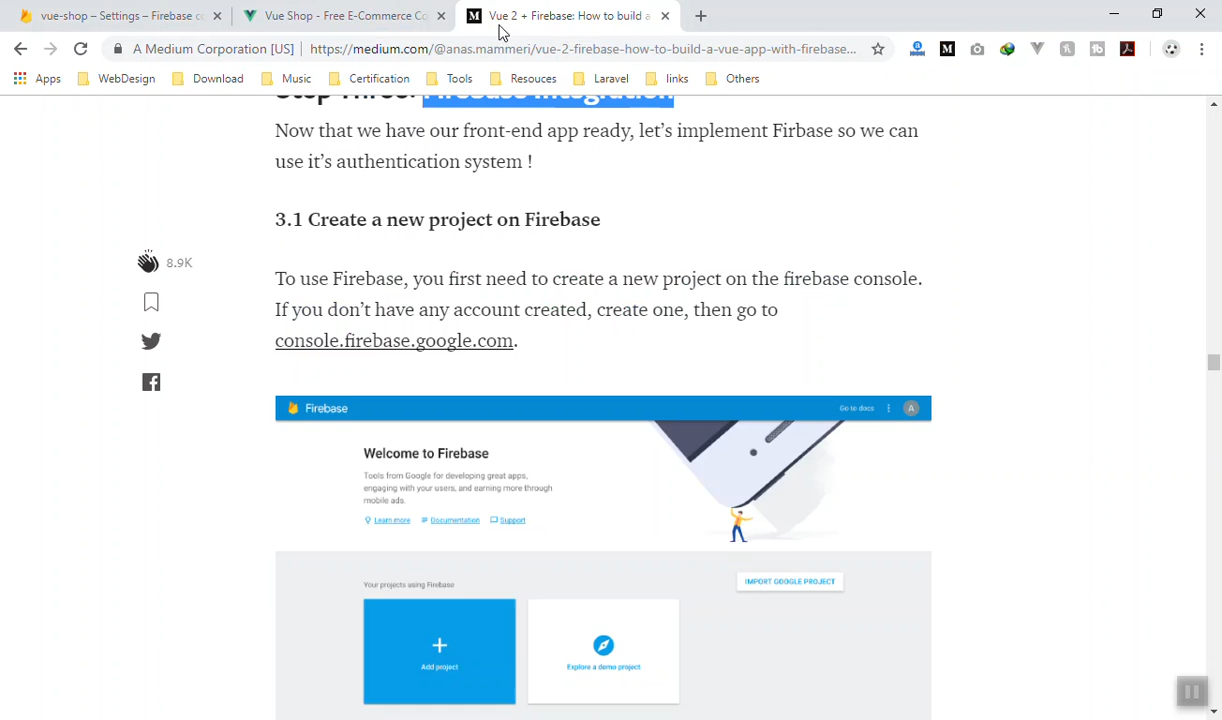 vue-shop - Settings - Firebase co
Vue Shop - Free E-Commerce Co
M Vue 2 + Firebase: How to build a
A Medium Corporation [US] https://medium.com/@anas.mammeri/vue-2-firebase-how-to-build-a-vue-app-with-firebase...
Apps WebDesign Download Music Certification Tools Resouces Laravel links Others
Step Three: Firebase Integration
Now that we have our front-end app ready, let's implement Firbase so we can
use it's authentication system !
3.1 Create a new project on Firebase
8.9K
To use Firebase, you first need to create a new project on the firebase console.
If you don't have any account created, create one, then go to
console.firebase.google.com.
Firebase
Go to docs
A
Welcome to Firebase
Tools from Google for developing great apps,
engaging with your users, and earning more through
mobile ads.
Learn more Documentation Support
Your projects using Firebase
IMPORT GOOGLE PROJECT
Add project
Explore a demo project